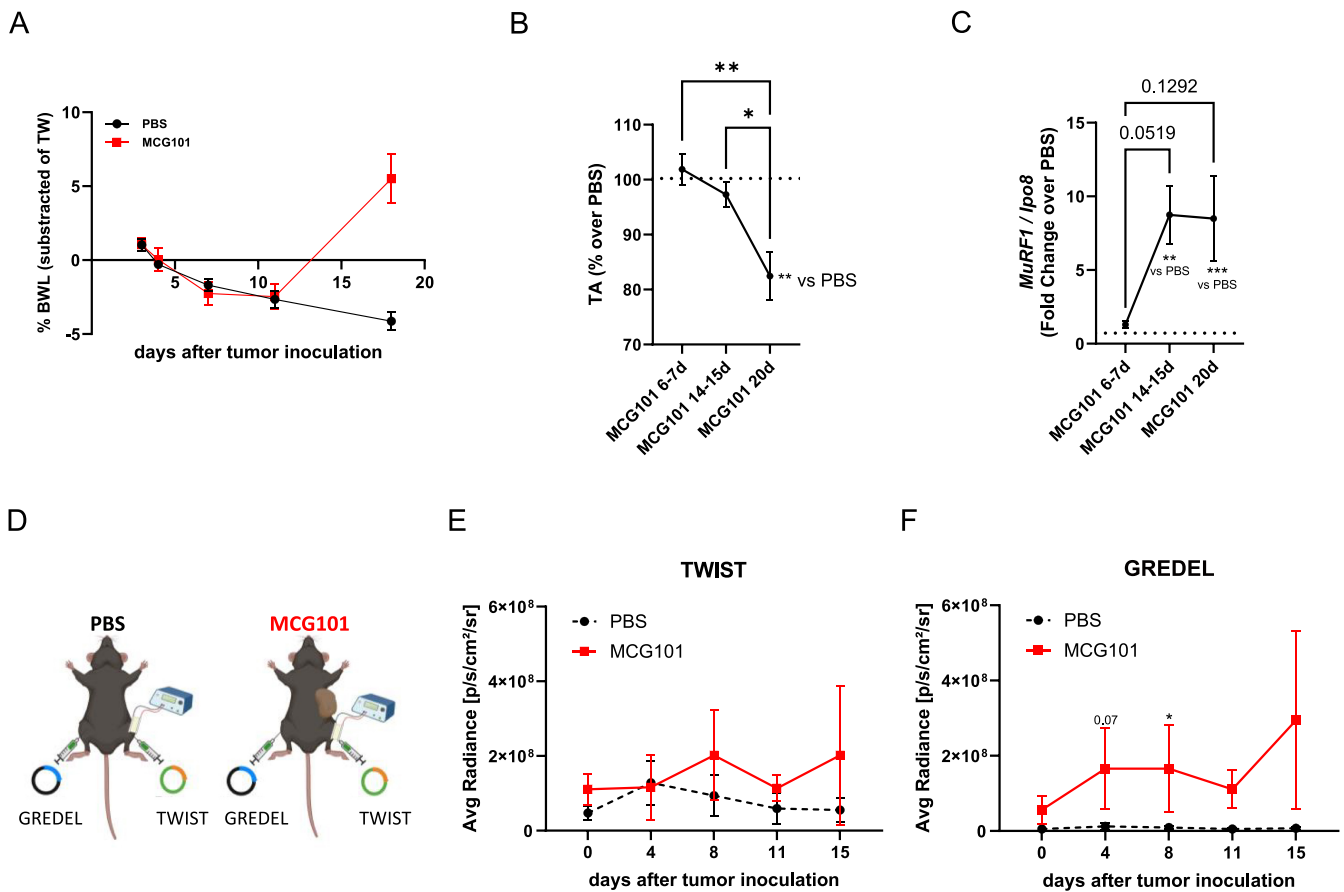 A
% BWL (substracted of TW)
10
5
0
-5
PBS
MCG101
5
10
15
20
days after tumor inoculation
B
TA (% over PBS)
110
100
90
80
70
**
*
** vs PBS
MCG101 6-7d
MCG101 14-15d
MCG101 20d
C
MuRF1 / Ipo8
(Fold Change over PBS)
15
10
5
0
0.1292
0.0519
**
vs PBS
***
vs PBS
MCG101 6-7d
MCG101 14-15d
MCG101 20d
D
PBS
MCG101
GREDEL
TWIST
GREDEL
TWIST
E
TWIST
Avg Radiance [p/s/cm²/sr]
6×10⁸
4×10⁸
2×10⁸
0
PBS
MCG101
0
4
8
11
15
days after tumor inoculation
F
GREDEL
Avg Radiance [p/s/cm²/sr]
6×10⁸
4×10⁸
2×10⁸
0
PBS
MCG101
0.07
*
0
4
8
11
15
days after tumor inoculation